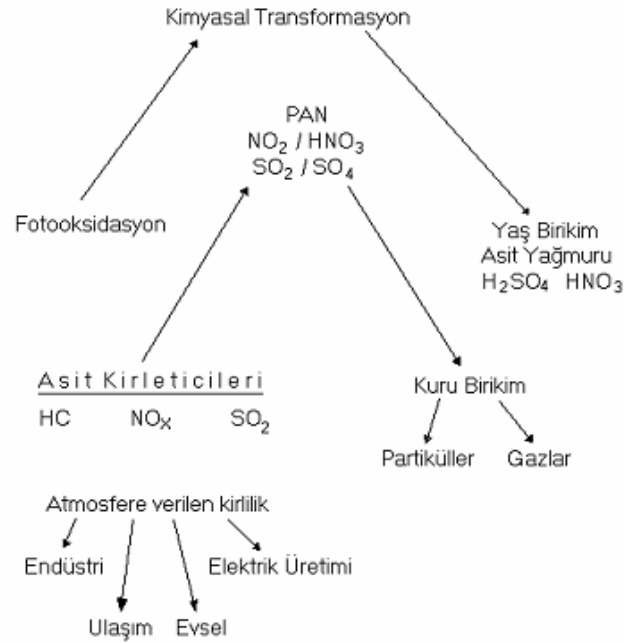 Kimyasal Transformasyon
PAN
NO₂ / HNO₃
SO₂ / SO₄
Fotooksidasyon
Yaş Birikim
Asit Yağmuru
H₂SO₄ HNO₃
Asit Kirleticileri
HC NOₓ SO₂
Kuru Birikim
Partiküller Gazlar
Atmosfere verilen kirlilik
Endüstri Elektrik Üretimi
Ulaşım Evsel